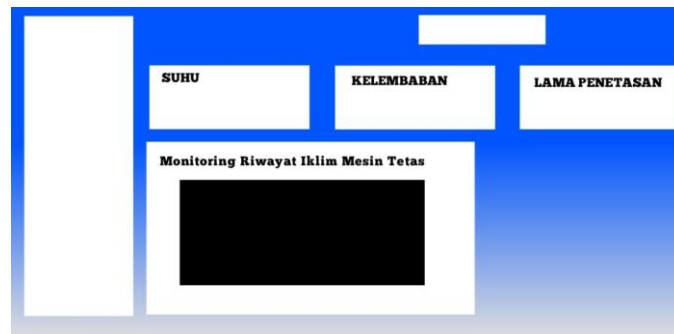 SUHU
KELEMBABAN
LAMA PENETASAN
Monitoring Riwayat Iklim Mesin Tetas